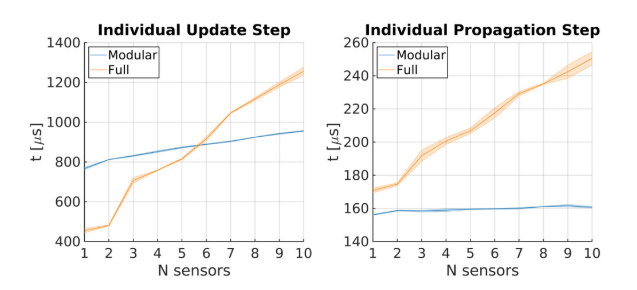 Individual Update Step
1400
1200
1000
800
600
400
t [μs]
Modular
Full
1 2 3 4 5 6 7 8 9 10
N sensors
Individual Propagation Step
260
240
220
200
180
160
140
t [μs]
Modular
Full
1 2 3 4 5 6 7 8 9 10
N sensors